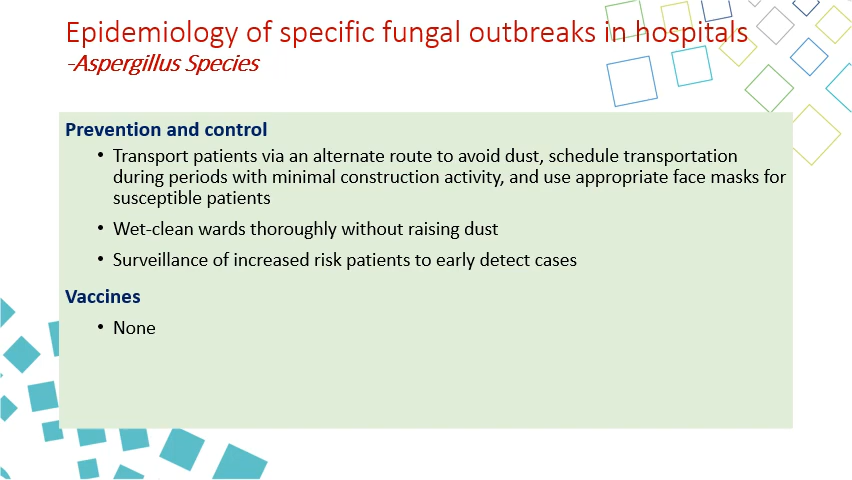 Epidemiology of specific fungal outbreaks in hospitals
-Aspergillus Species
Prevention and control
• Transport patients via an alternate route to avoid dust, schedule transportation
during periods with minimal construction activity, and use appropriate face masks for
susceptible patients
• Wet-clean wards thoroughly without raising dust
• Surveillance of increased risk patients to early detect cases
Vaccines
• None